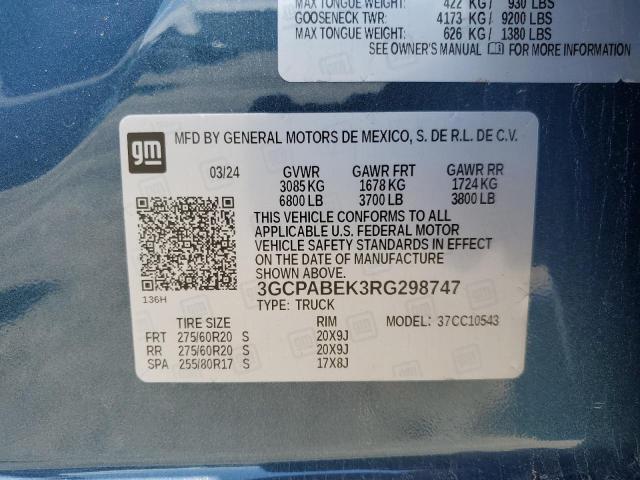 MAX TONGUE WEIGHT: 422 KG/ 930 LBS
GOOSENECK TWR: 4173 KG/ 9200 LBS
MAX TONGUE WEIGHT: 626 KG/ 1380 LBS
SEE OWNER'S MANUAL FOR MORE INFORMATION
gm
MFD BY GENERAL MOTORS DE MEXICO, S. DE R.L. DE C.V.
03/24 GVWR GAWR FRT GAWR RR
3085 KG 1678 KG 1724 KG
6800 LB 3700 LB 3800 LB
THIS VEHICLE CONFORMS TO ALL
APPLICABLE U.S. FEDERAL MOTOR
VEHICLE SAFETY STANDARDS IN EFFECT
ON THE DATE OF MANUFACTURE
SHOWN ABOVE.
3GCPABEK3RG298747
136H
TYPE: TRUCK
TIRE SIZE RIM MODEL: 37CC10543
FRT 275/60R20 S 20X9J
RR 275/60R20 S 20X9J
SPA 255/80R17 S 17X8J